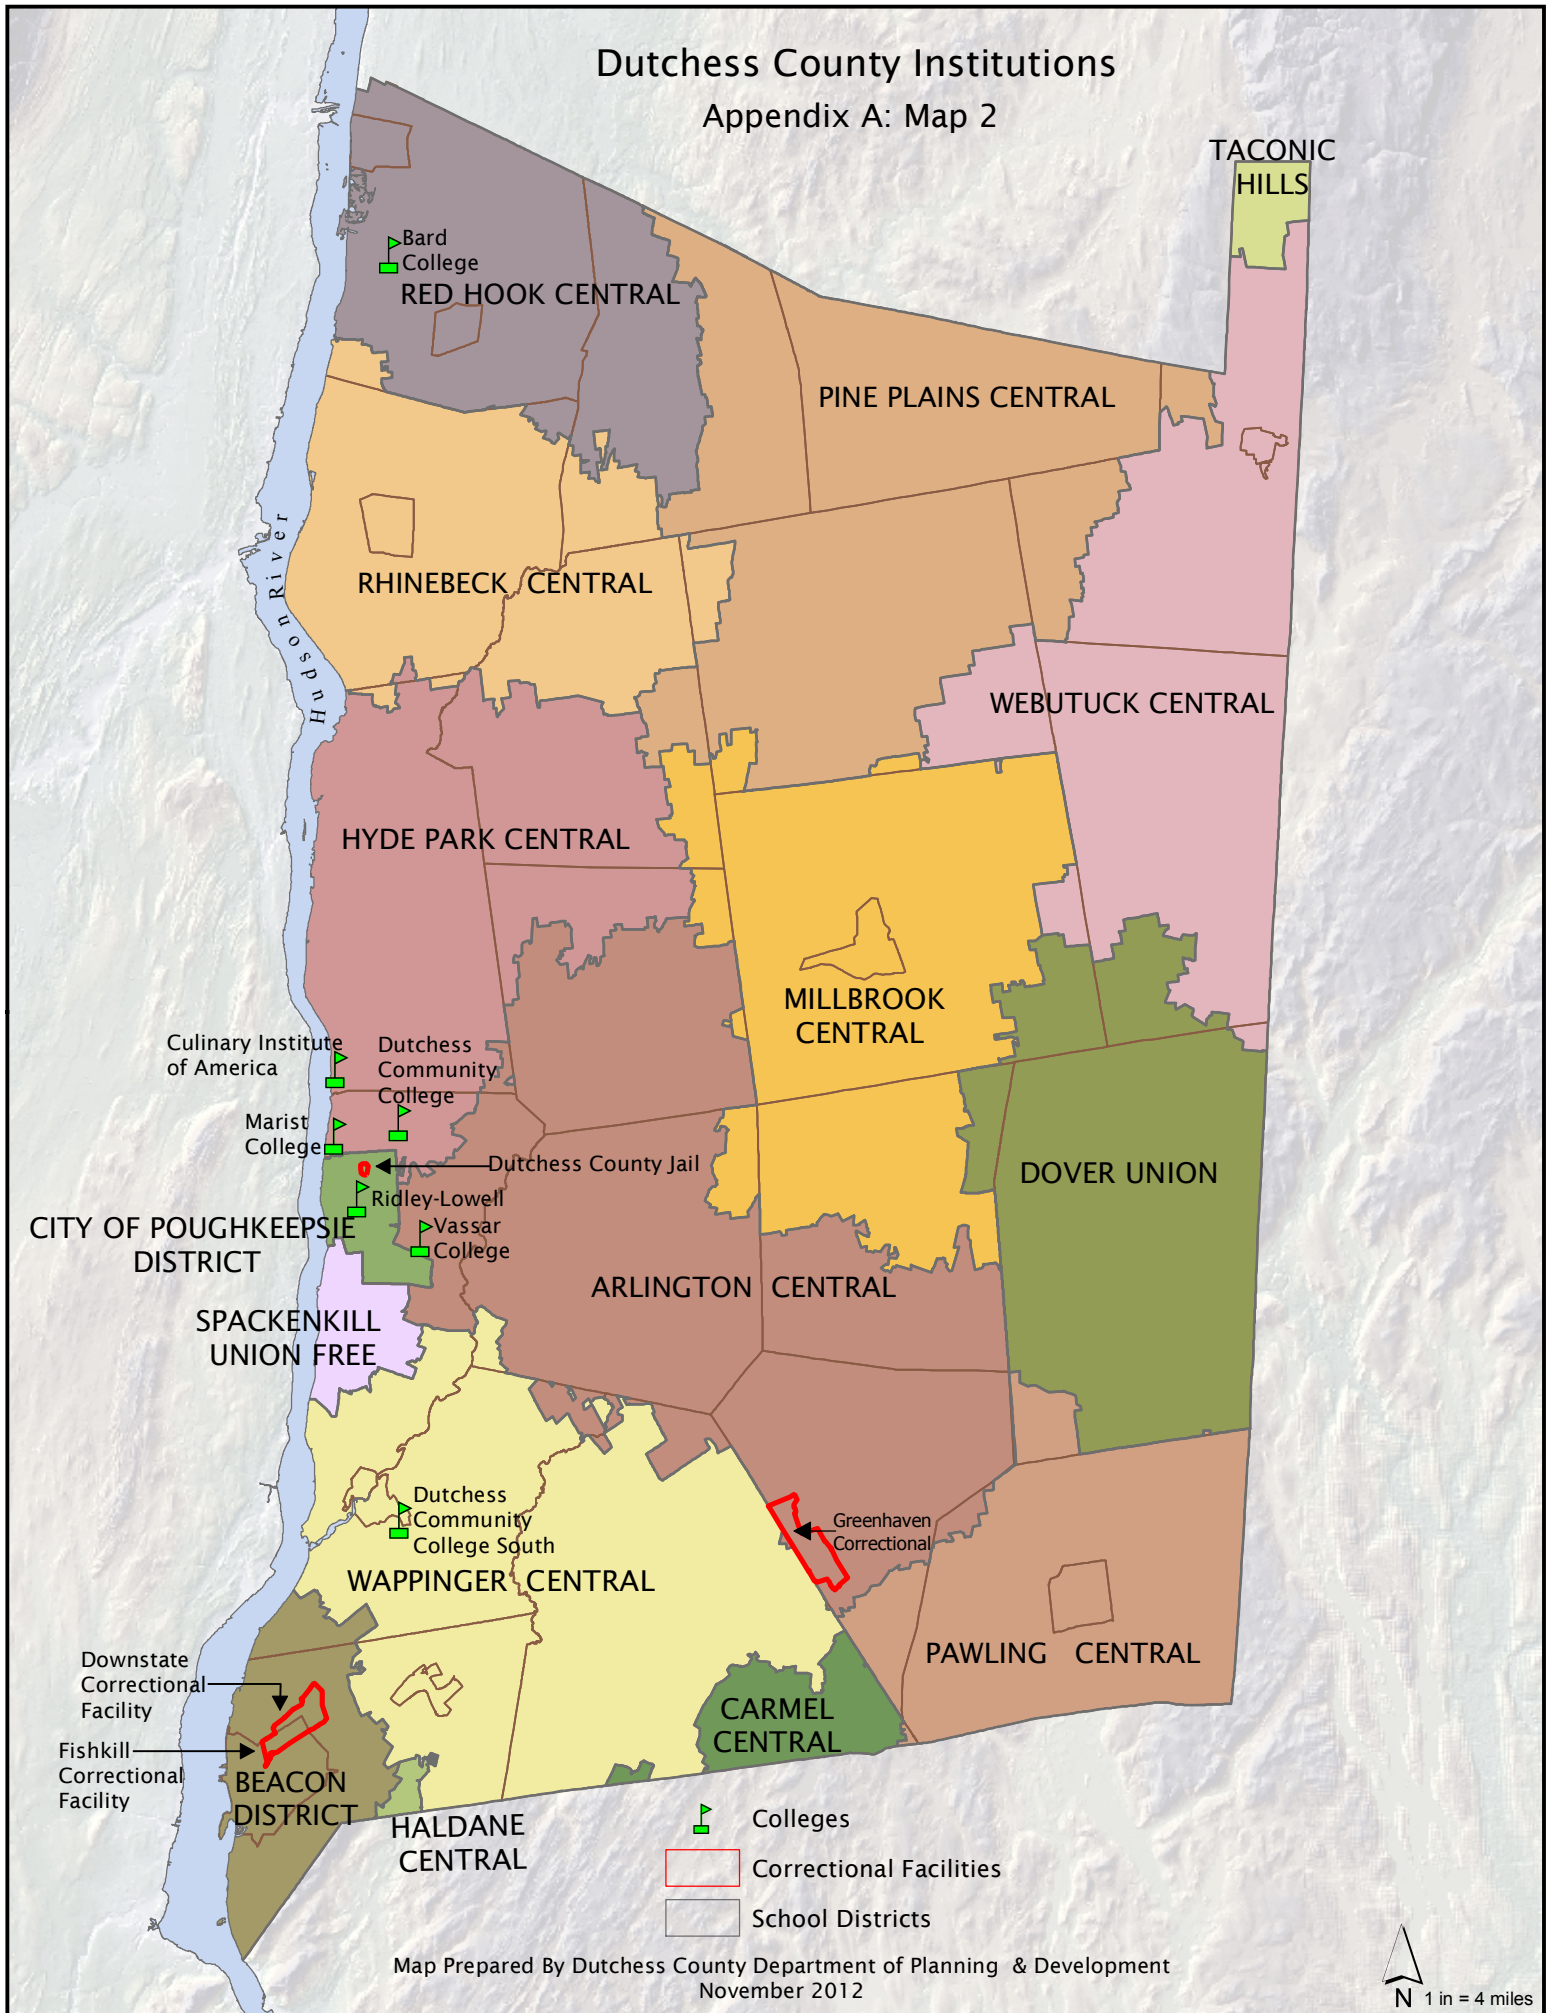 Dutchess County Institutions
Appendix A: Map 2
TACONIC
HILLS
Bard
College
RED HOOK CENTRAL
PINE PLAINS CENTRAL
Hudson River
RHINEBECK CENTRAL
WEBUTUCK CENTRAL
HYDE PARK CENTRAL
MILLBROOK
CENTRAL
Culinary Institute
of America
Dutchess
Community
College
Marist
College
Dutchess County Jail
Ridley-Lowell
DOVER UNION
CITY OF POUGHKEEPSIE
DISTRICT
Vassar
College
ARLINGTON CENTRAL
SPACKENKILL
UNION FREE
Dutchess
Community
College South
Greenhaven
Correctional
WAPPINGER CENTRAL
PAWLING CENTRAL
Downstate
Correctional
Facility
CARMEL
CENTRAL
Fishkill
Correctional
Facility
BEACON
DISTRICT
HALDANE
CENTRAL
Colleges
Correctional Facilities
School Districts
Map Prepared By Dutchess County Department of Planning & Development
November 2012
N
1 in = 4 miles